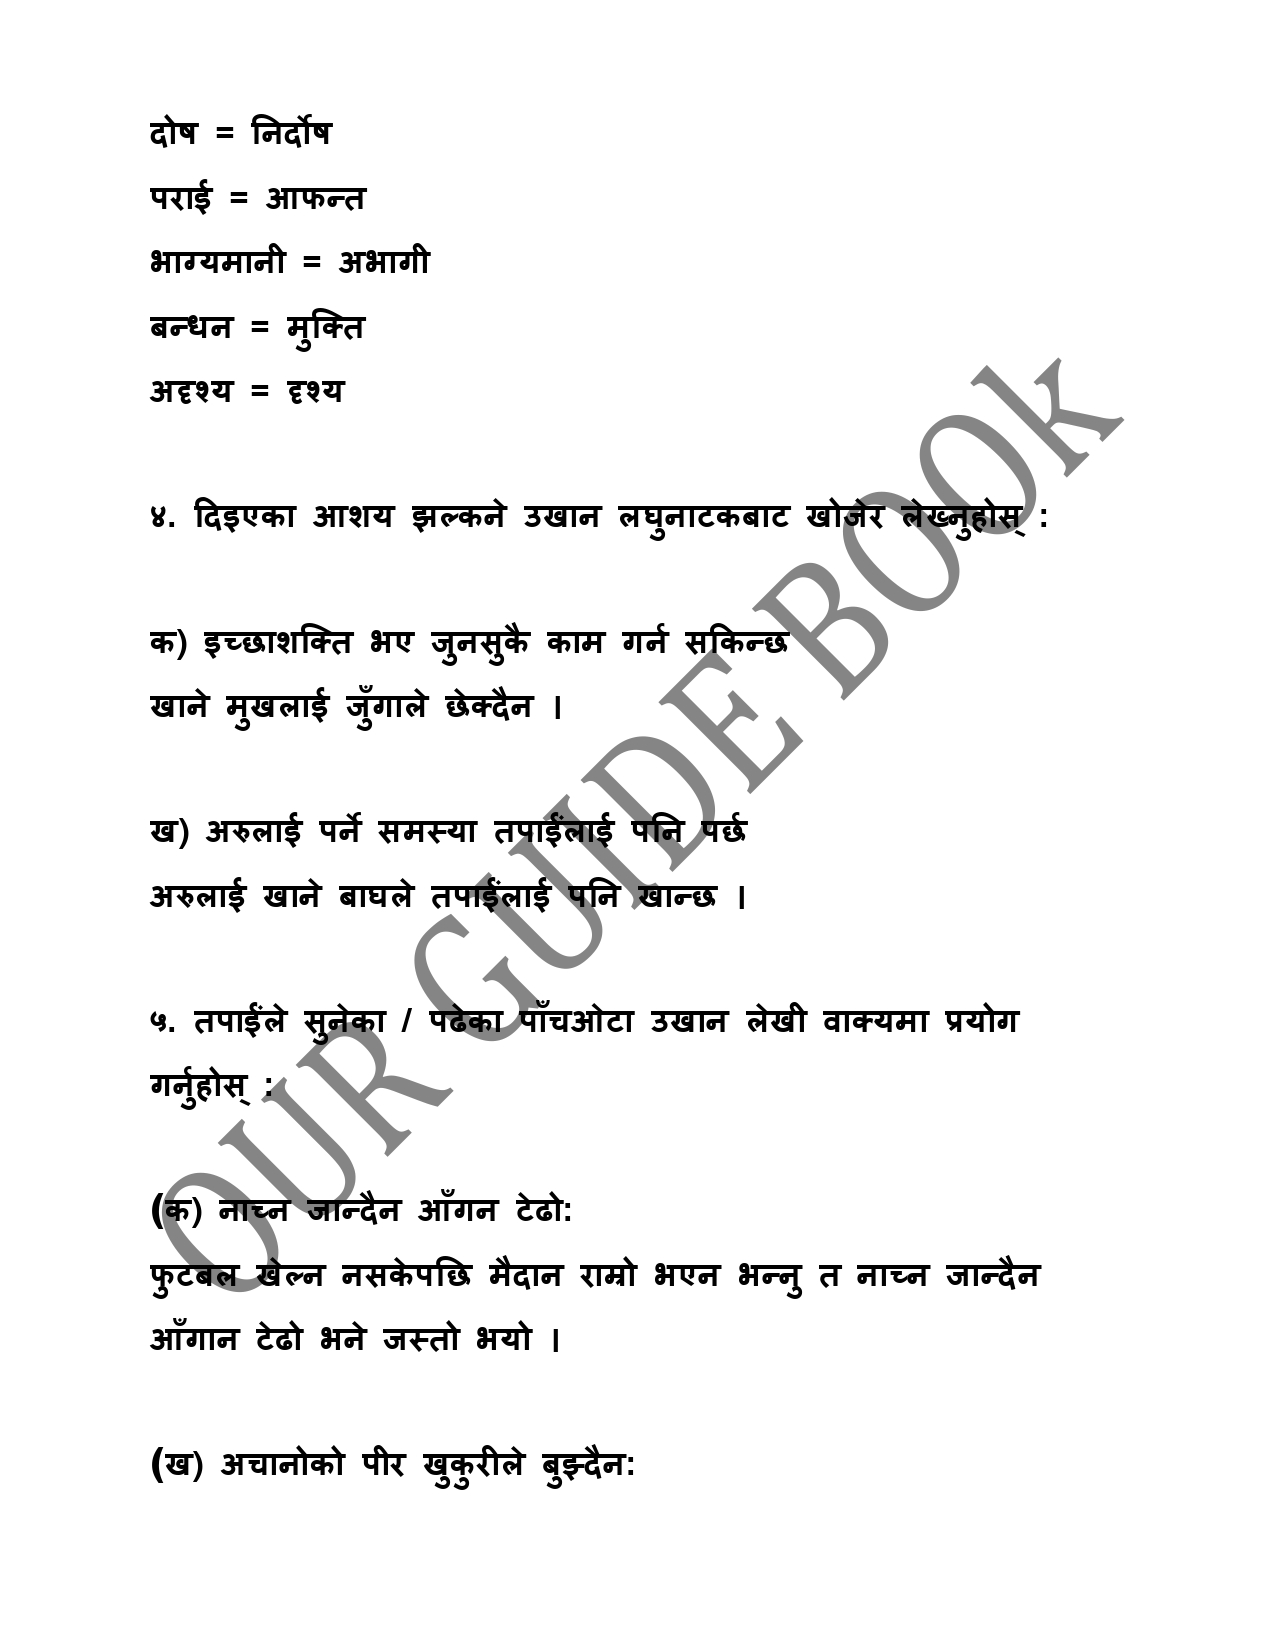 दोष = निर्दोष
पराई = आफन्त
भाग्यमानी = अभागी
बन्धन = मुक्ति
अदृश्य = दृश्य
४. दिइएका आशय झल्कने उखान लघुनाटकबाट खोजेर लेख्नुहोस् :
क) इच्छाशक्ति भए जुनसुकै काम गर्न सकिन्छ
खाने मुखलाई जुँगाले छेक्दैन ।
ख) अरुलाई पर्ने समस्या तपाईंलाई पनि पर्छ
अरुलाई खाने बाघले तपाईंलाई पनि खान्छ ।
५. तपाईंले सुनेका / पढेका पाँचओटा उखान लेखी वाक्यमा प्रयोग
गर्नुहोस् :
(क) नाच्न जान्दैन आँगन टेढो:
फुटबल खेल्न नसकेपछि मैदान राम्रो भएन भन्नु त नाच्न जान्दैन
आँगान टेढो भने जस्तो भयो ।
(ख) अचानोको पीर खुकुरीले बुझ्दैन:
OUR GUIDE BOOk